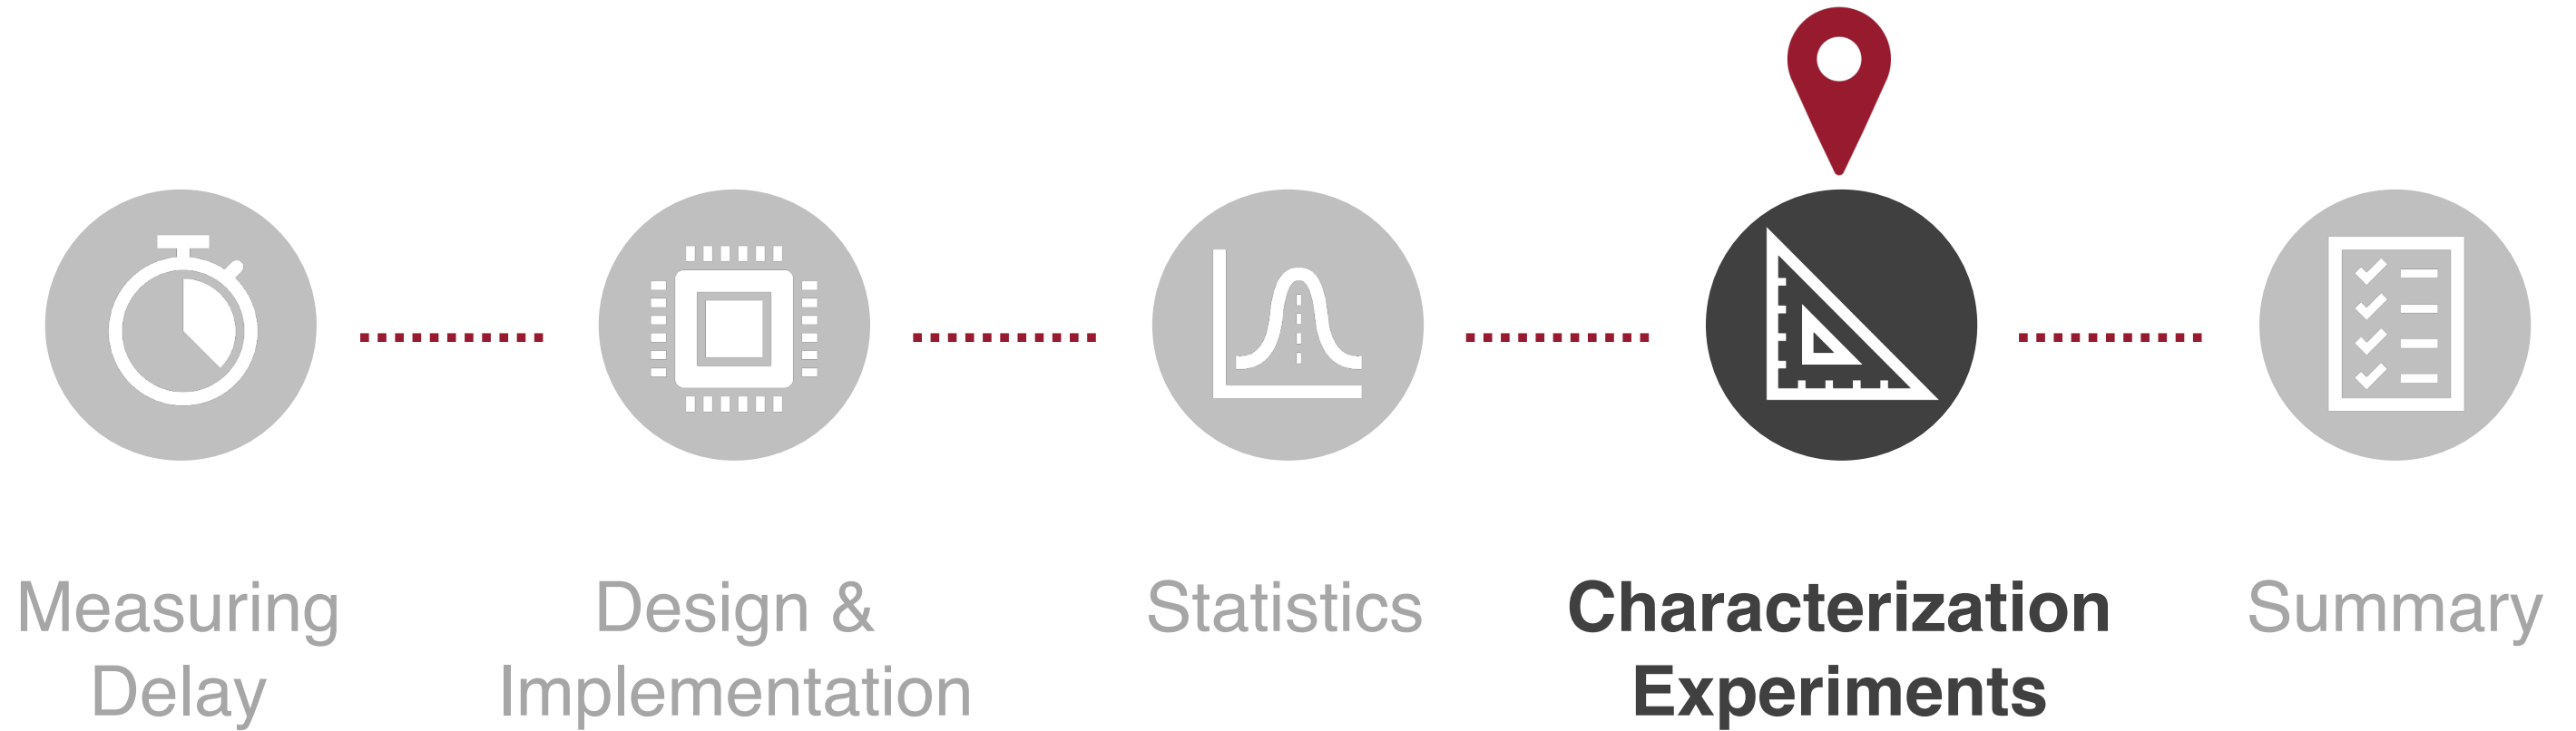 Measuring
Delay
Design &
Implementation
Statistics
Characterization
Experiments
Summary